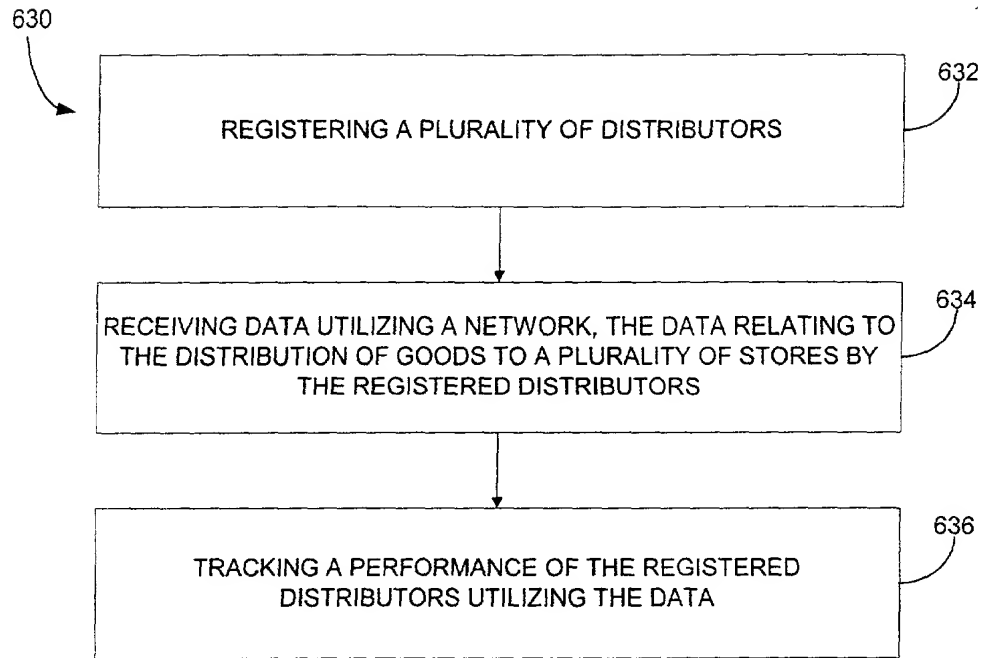 630
632
REGISTERING A PLURALITY OF DISTRIBUTORS
634
RECEIVING DATA UTILIZING A NETWORK, THE DATA RELATING TO
THE DISTRIBUTION OF GOODS TO A PLURALITY OF STORES BY
THE REGISTERED DISTRIBUTORS
636
TRACKING A PERFORMANCE OF THE REGISTERED
DISTRIBUTORS UTILIZING THE DATA